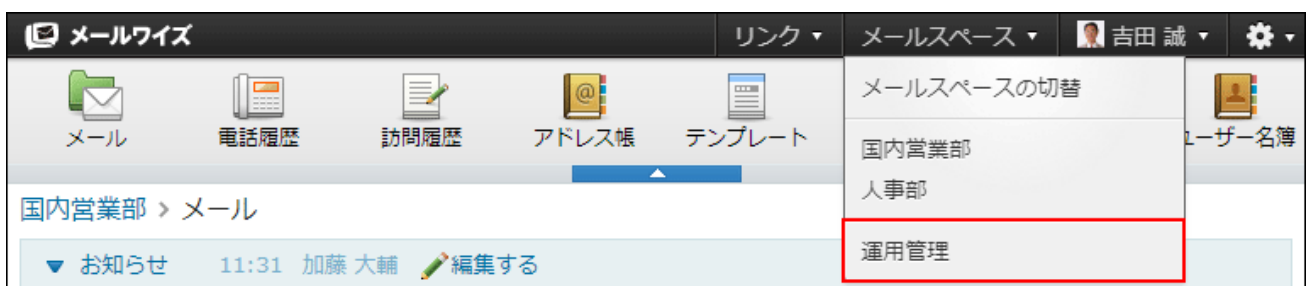 メールワイズ リンク ▼ メールスペース ▼ 吉田 誠 ▼
メールスペースの切替
メール 電話履歴 訪問履歴 アドレス帳 テンプレート ーザー名簿
国内営業部
人事部
国内営業部 > メール
運用管理
▼ お知らせ 11:31 加藤 大輔 編集する